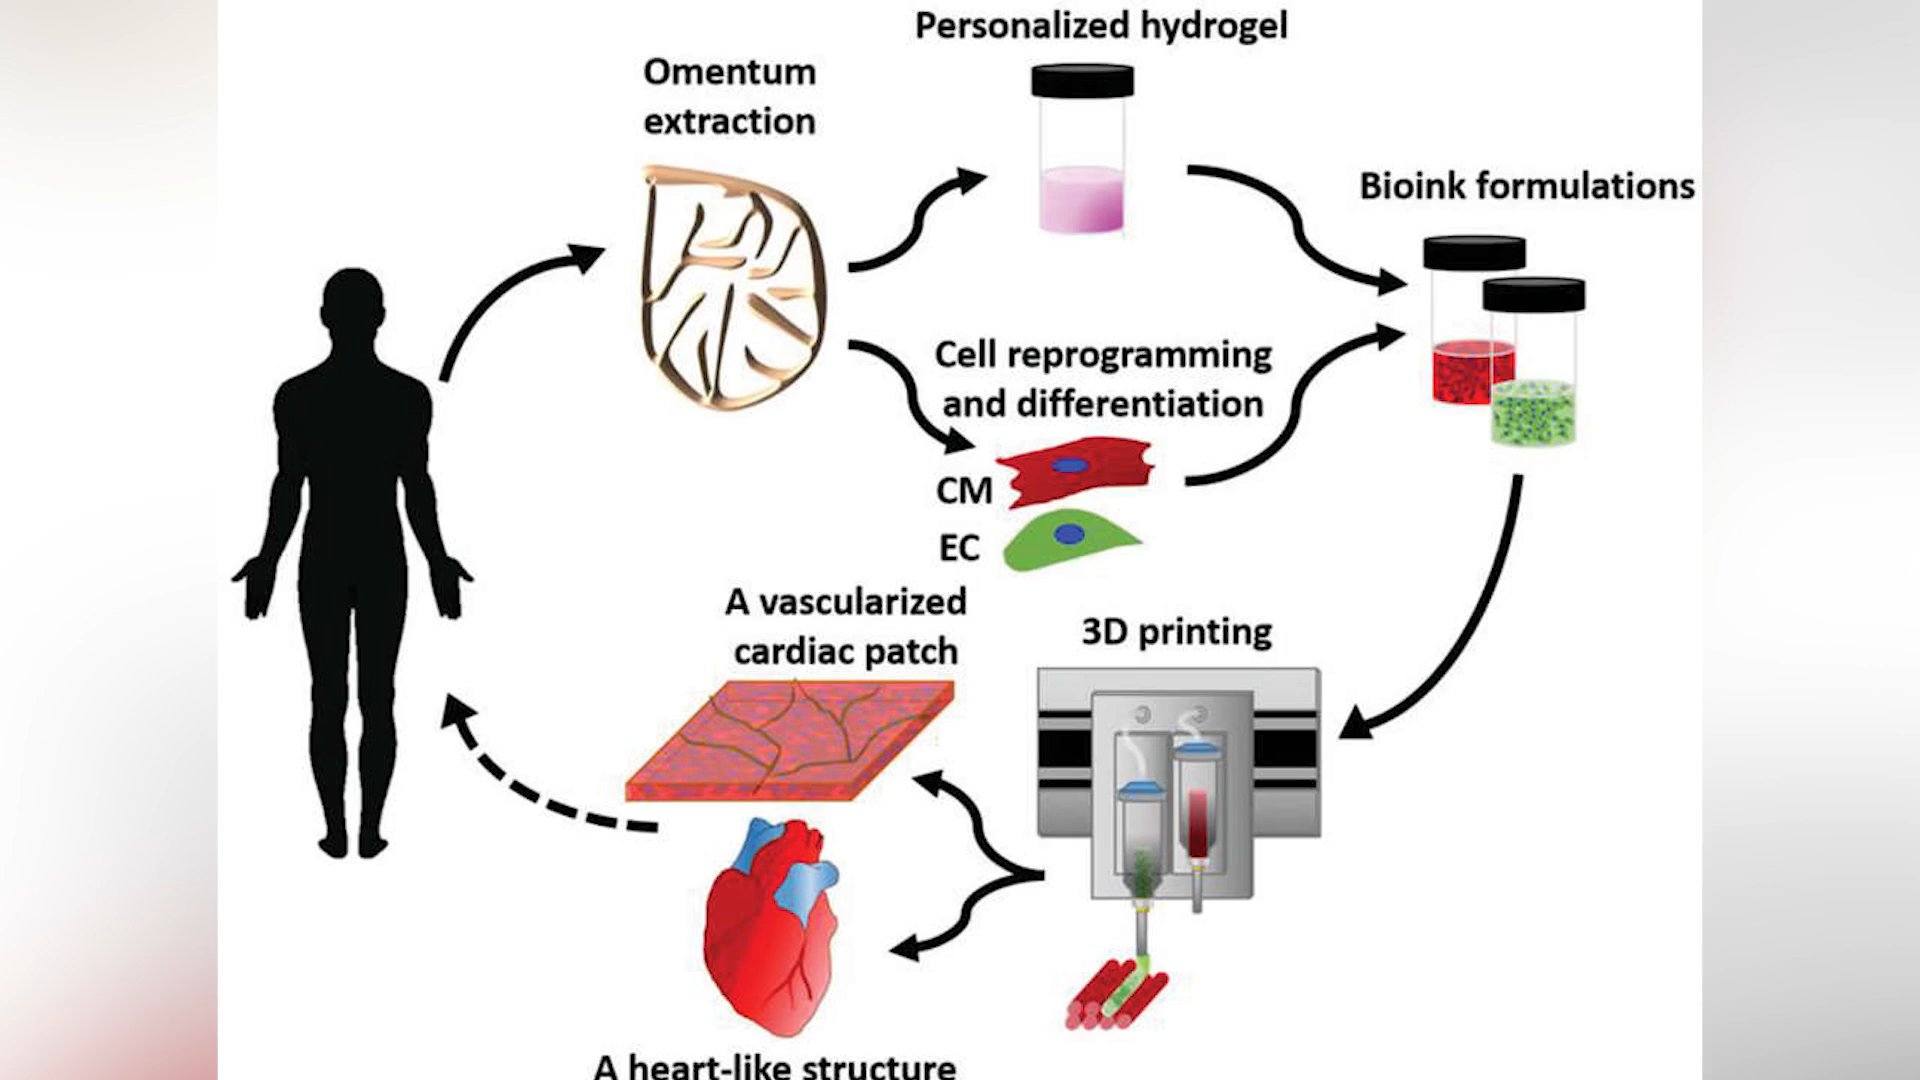 Personalized hydrogel
Omentum
extraction
Bioink formulations
Cell reprogramming
and differentiation
CM
EC
A vascularized
cardiac patch
3D printing
A heart-like structure